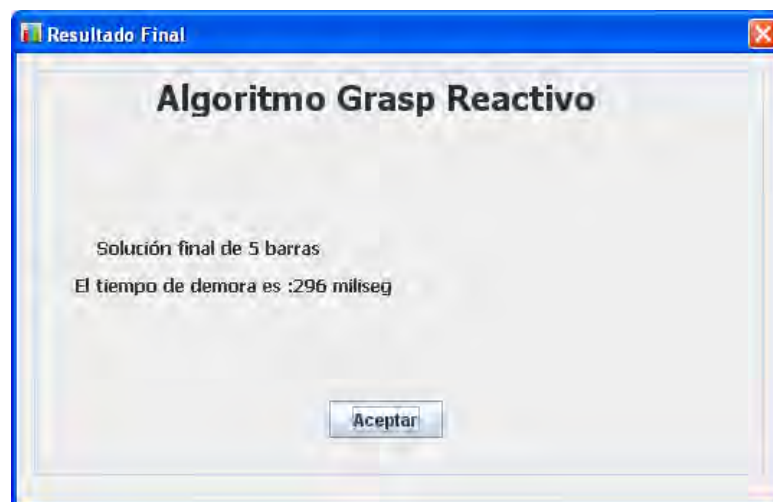 Resultado Final
Algoritmo Grasp Reactivo
Solución final de 5 barras
El tiempo de demora es :296 miliseg
Aceptar